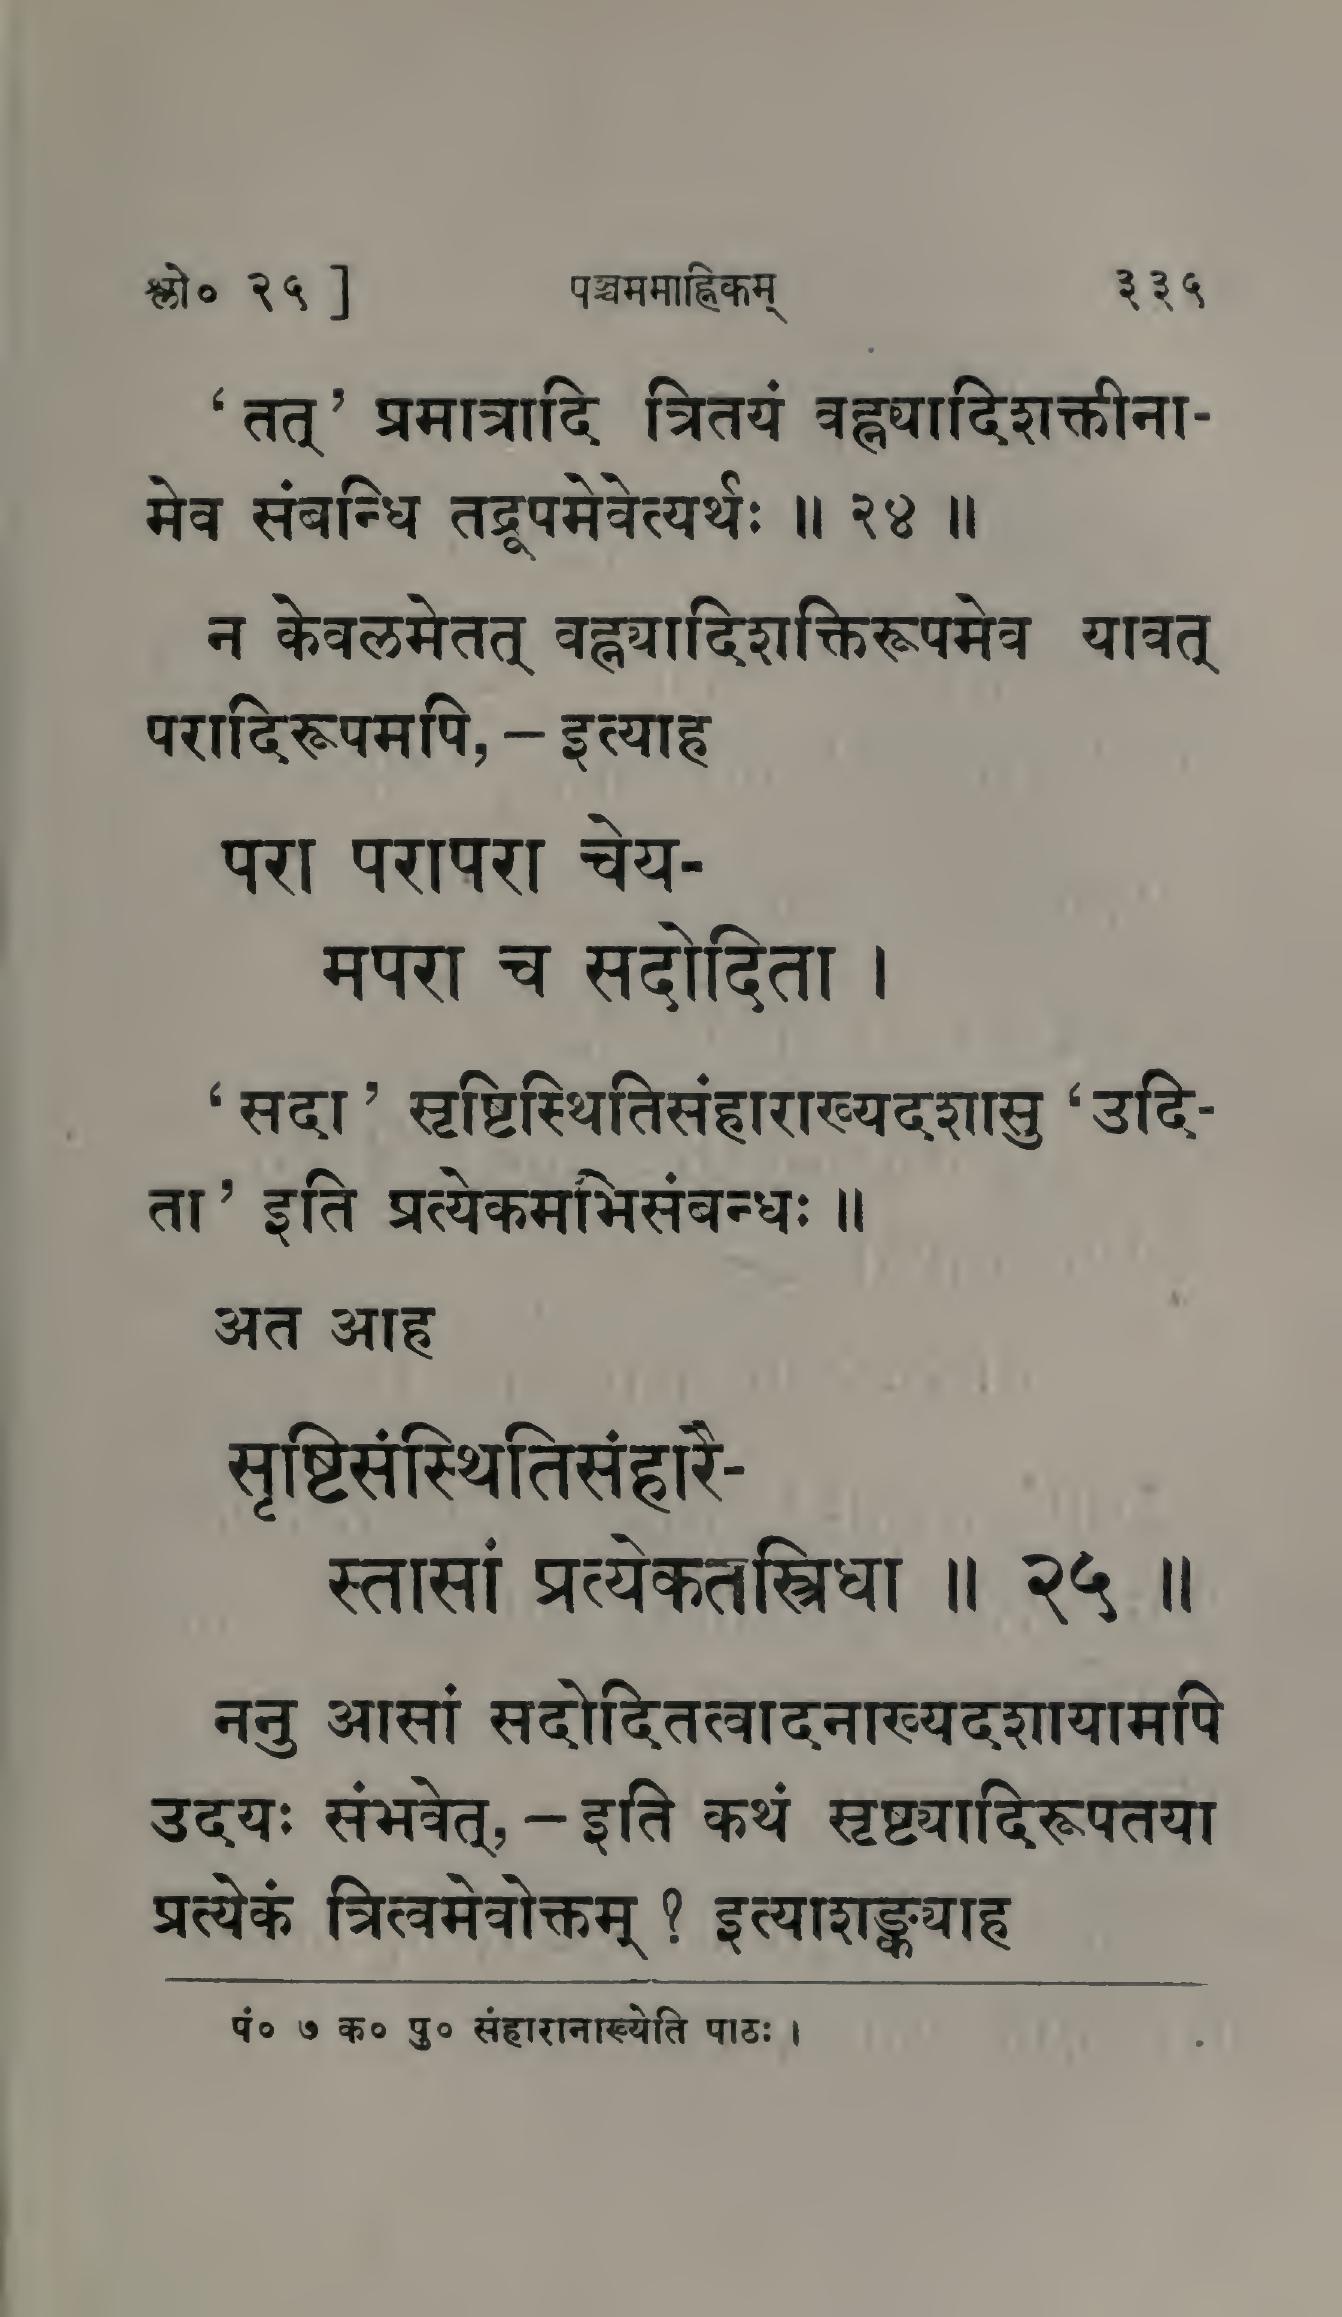 श्लो० २५ ] पञ्चममाह्निकम् ३३५
‘ तत् ’ प्रमात्रादि त्रितयं वह्न्यादिशक्तीना-
मेव संबन्धि तद्रूपमेवेत्यर्थः ॥ २४ ॥
न केवलमेतत् वह्न्यादिशक्तिरूपमेव यावत्
परादिरूपमपि, – इत्याह
परा परापरा चेय-
मपरा च सदोदिता ।
‘ सदा ’ सृष्टिस्थितिसंहाराख्यदशासु ‘ उदि-
ता ’ इति प्रत्येकमभिसंबन्धः ॥
अत आह
सृष्टिसंस्थितिसंहारै-
स्तासां प्रत्येकतस्त्रिधा ॥ २५ ॥
ननु आसां सदोदितत्वादनाख्यदशायामपि
उदयः संभवेत्, – इति कथं सृष्ट्यादिरूपतया
प्रत्येकं त्रित्वमेवोक्तम् ? इत्याशङ्क्याह
पं० ७ क० पु० संहारानाख्येति पाठः ।